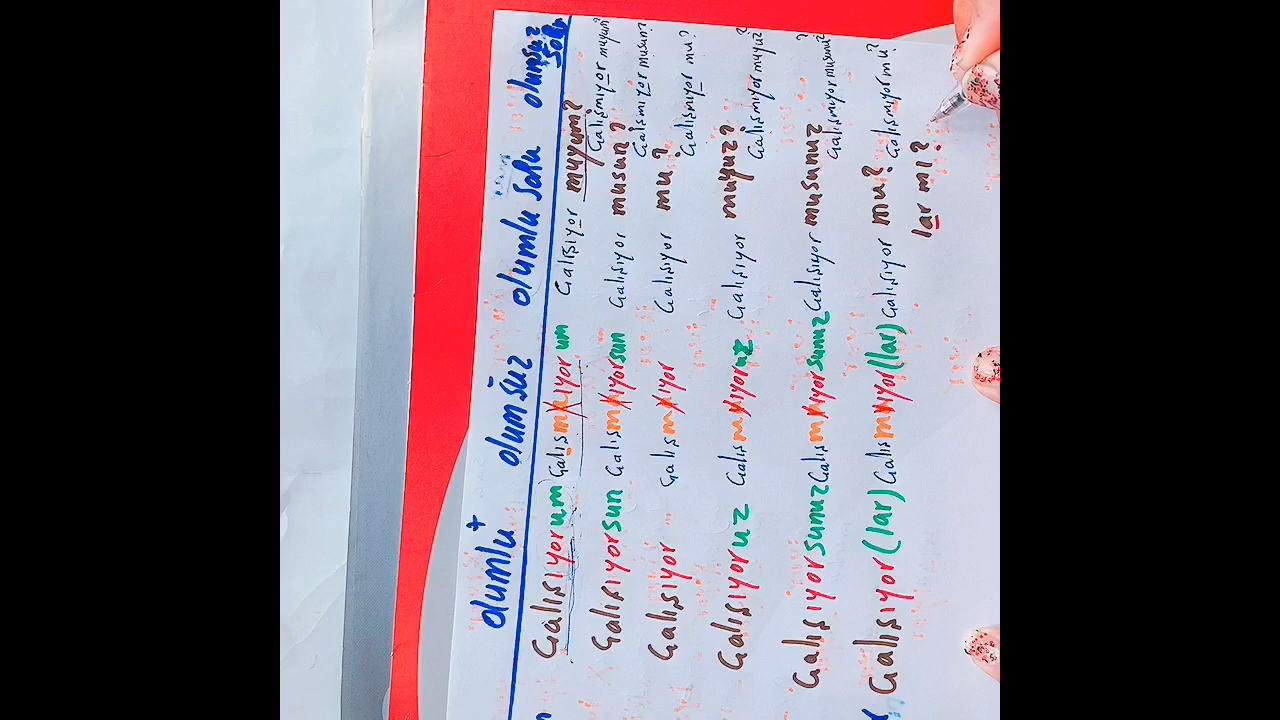 olumlu + olumsuz olumlu soru olumsuz soru
Çalışıyorum Çalışmıyorum Çalışıyor muyum? Çalışmıyor muyum?
Çalışıyorsun Çalışmıyorsun Çalışıyor musun? Çalışmıyor musun?
Çalışıyor Çalışmıyor Çalışıyor mu? Çalışmıyor mu?
Çalışıyoruz Çalışmıyoruz Çalışıyor muyuz? Çalışmıyor muyuz?
Çalışıyorsunuz Çalışmıyorsunuz Çalışıyor musunuz? Çalışmıyor musunuz?
Çalışıyor(lar) Çalışmıyor(lar) Çalışıyor mu? Çalışmıyor mu?
lar mı?